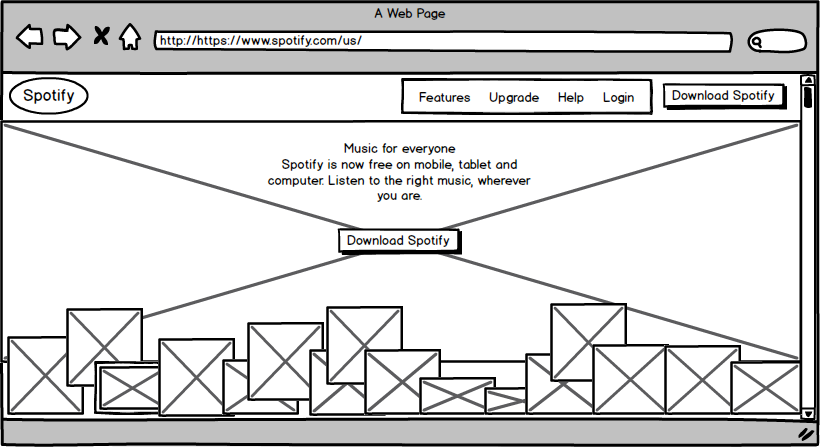 A Web Page
http://https://www.spotify.com/us/
Spotify
Features Upgrade Help Login
Download Spotify
Music for everyone
Spotify is now free on mobile, tablet and
computer. Listen to the right music, wherever
you are.
Download Spotify